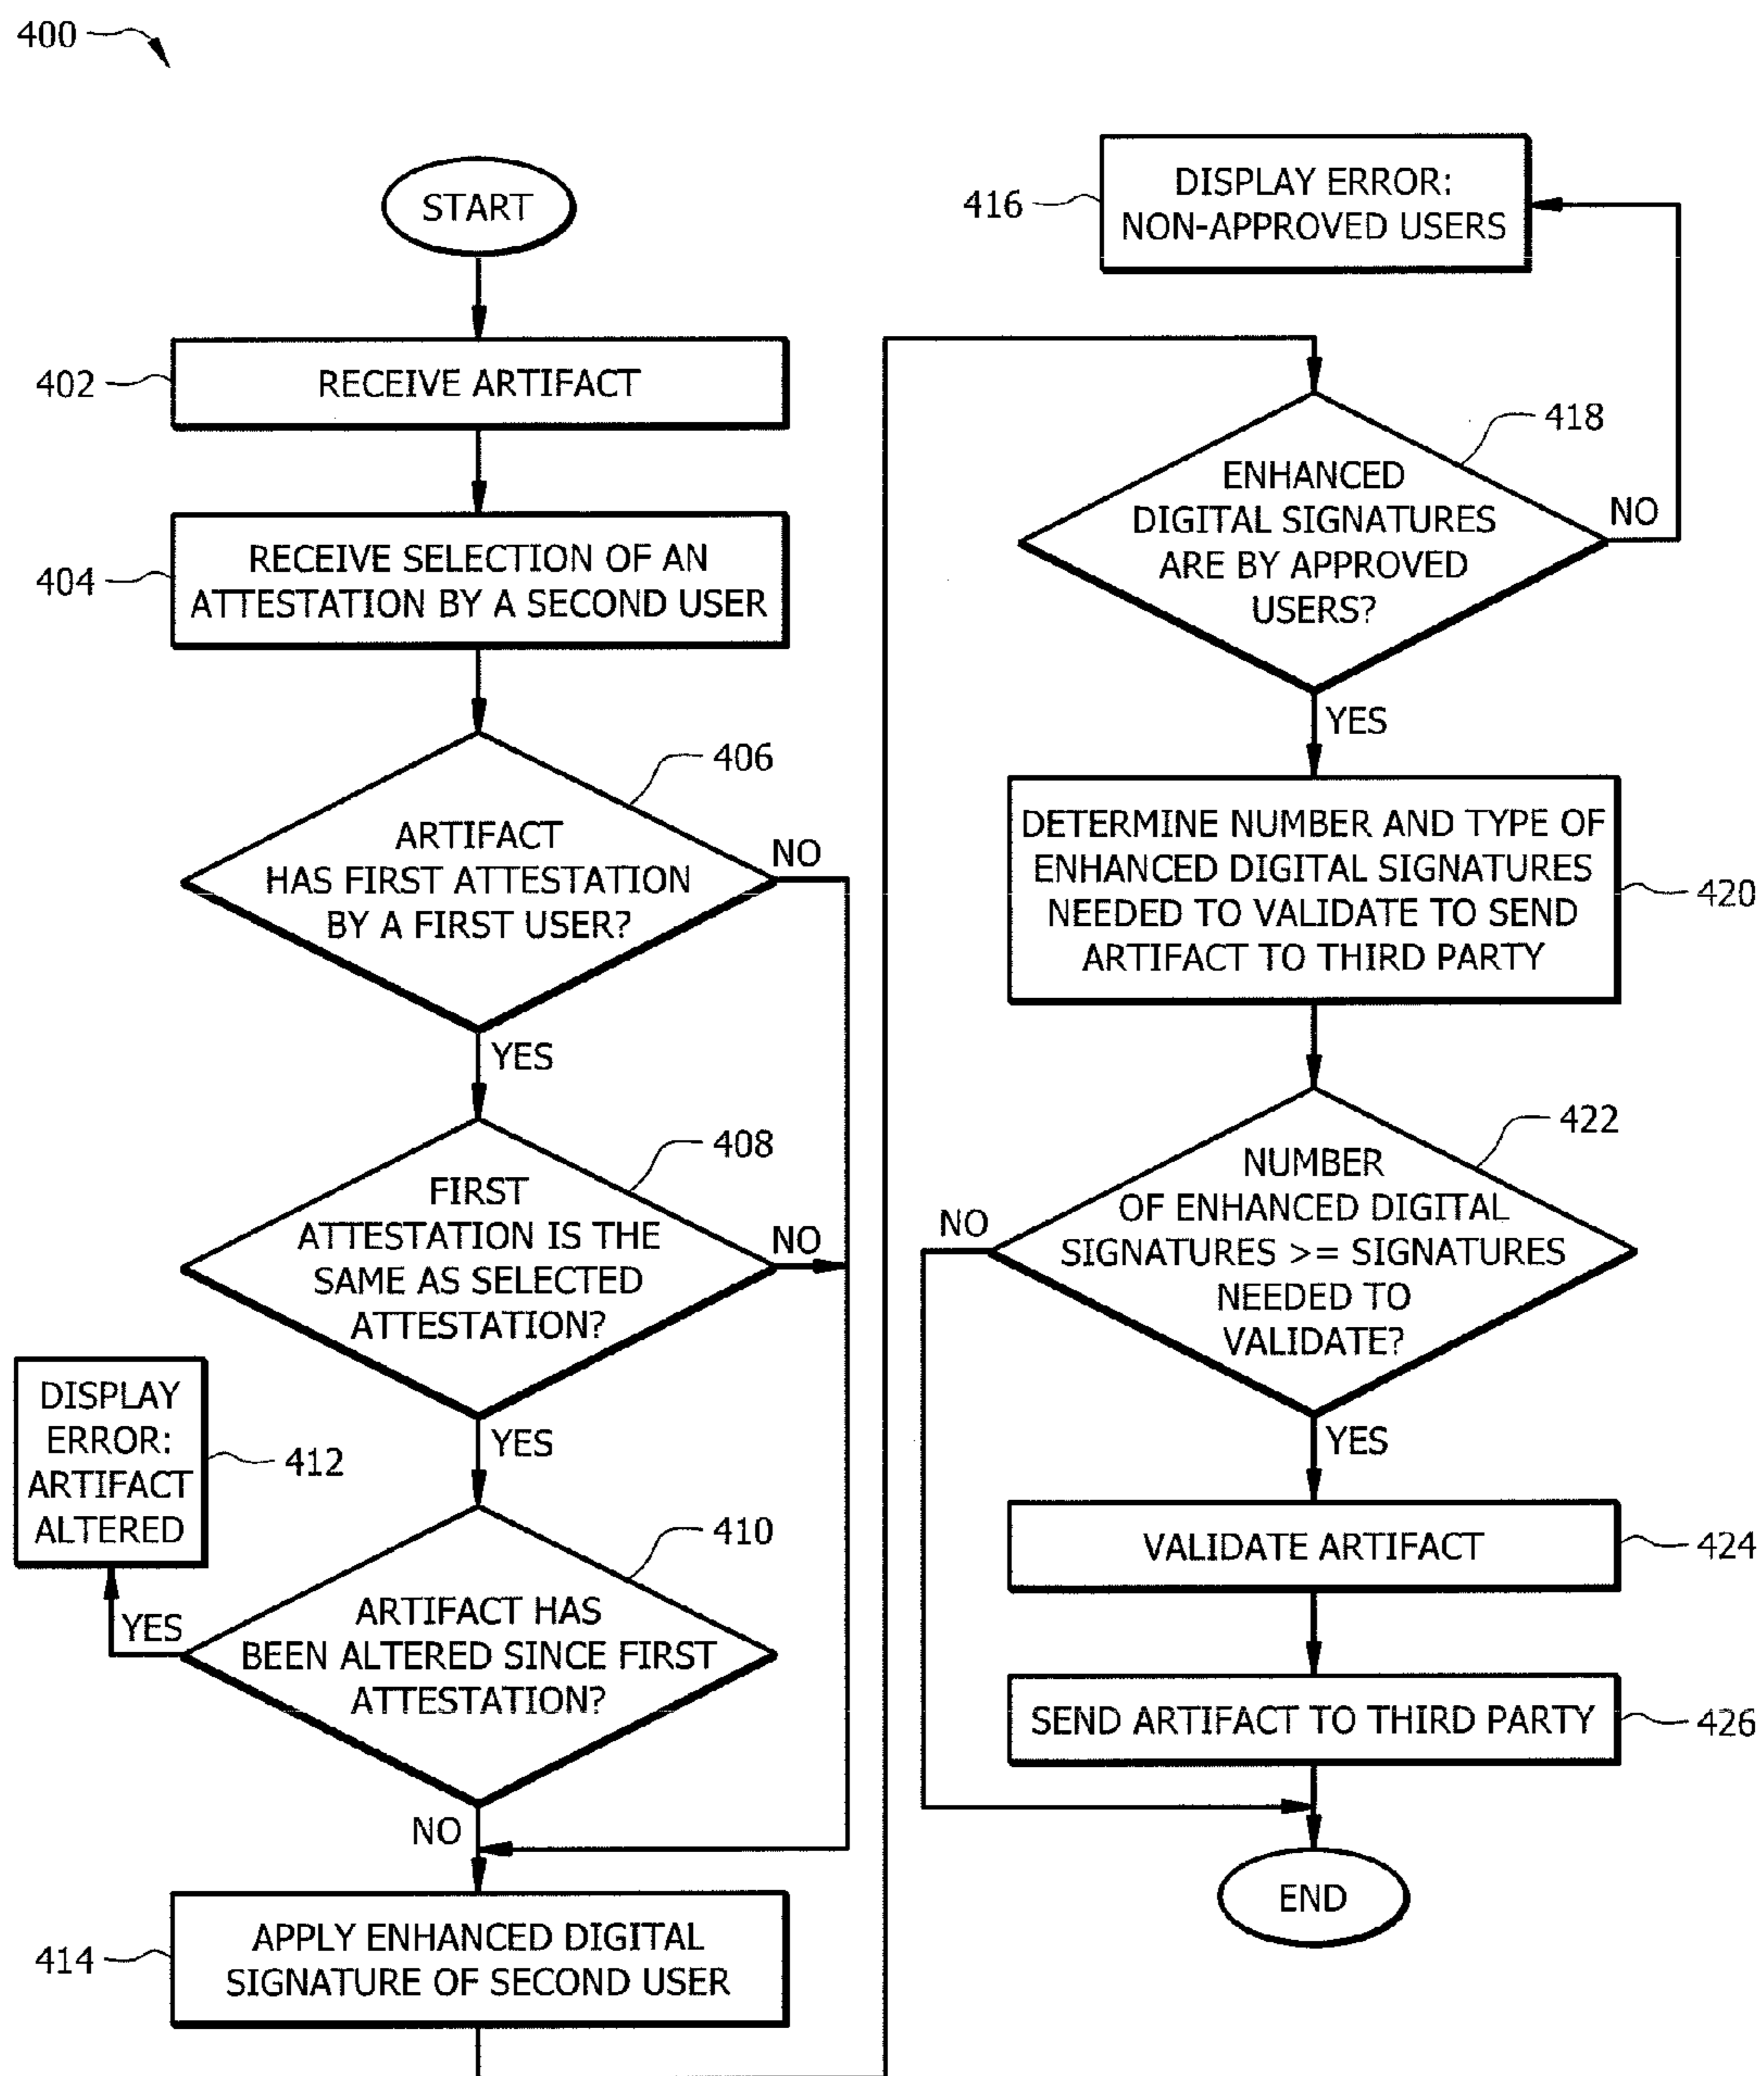 400
START
402
RECEIVE ARTIFACT
404
RECEIVE SELECTION OF AN
ATTESTATION BY A SECOND USER
406
ARTIFACT
HAS FIRST ATTESTATION
BY A FIRST USER?
NO
YES
408
FIRST
ATTESTATION IS THE
SAME AS SELECTED
ATTESTATION?
NO
YES
DISPLAY
ERROR:
ARTIFACT
ALTERED
412
410
ARTIFACT HAS
BEEN ALTERED SINCE FIRST
ATTESTATION?
YES
NO
414
APPLY ENHANCED DIGITAL
SIGNATURE OF SECOND USER
416
DISPLAY ERROR:
NON-APPROVED USERS
418
ENHANCED
DIGITAL SIGNATURES
ARE BY APPROVED
USERS?
NO
YES
DETERMINE NUMBER AND TYPE OF
ENHANCED DIGITAL SIGNATURES
NEEDED TO VALIDATE TO SEND
ARTIFACT TO THIRD PARTY
420
422
NUMBER
OF ENHANCED DIGITAL
SIGNATURES >= SIGNATURES
NEEDED TO
VALIDATE?
NO
YES
VALIDATE ARTIFACT
424
SEND ARTIFACT TO THIRD PARTY
426
END